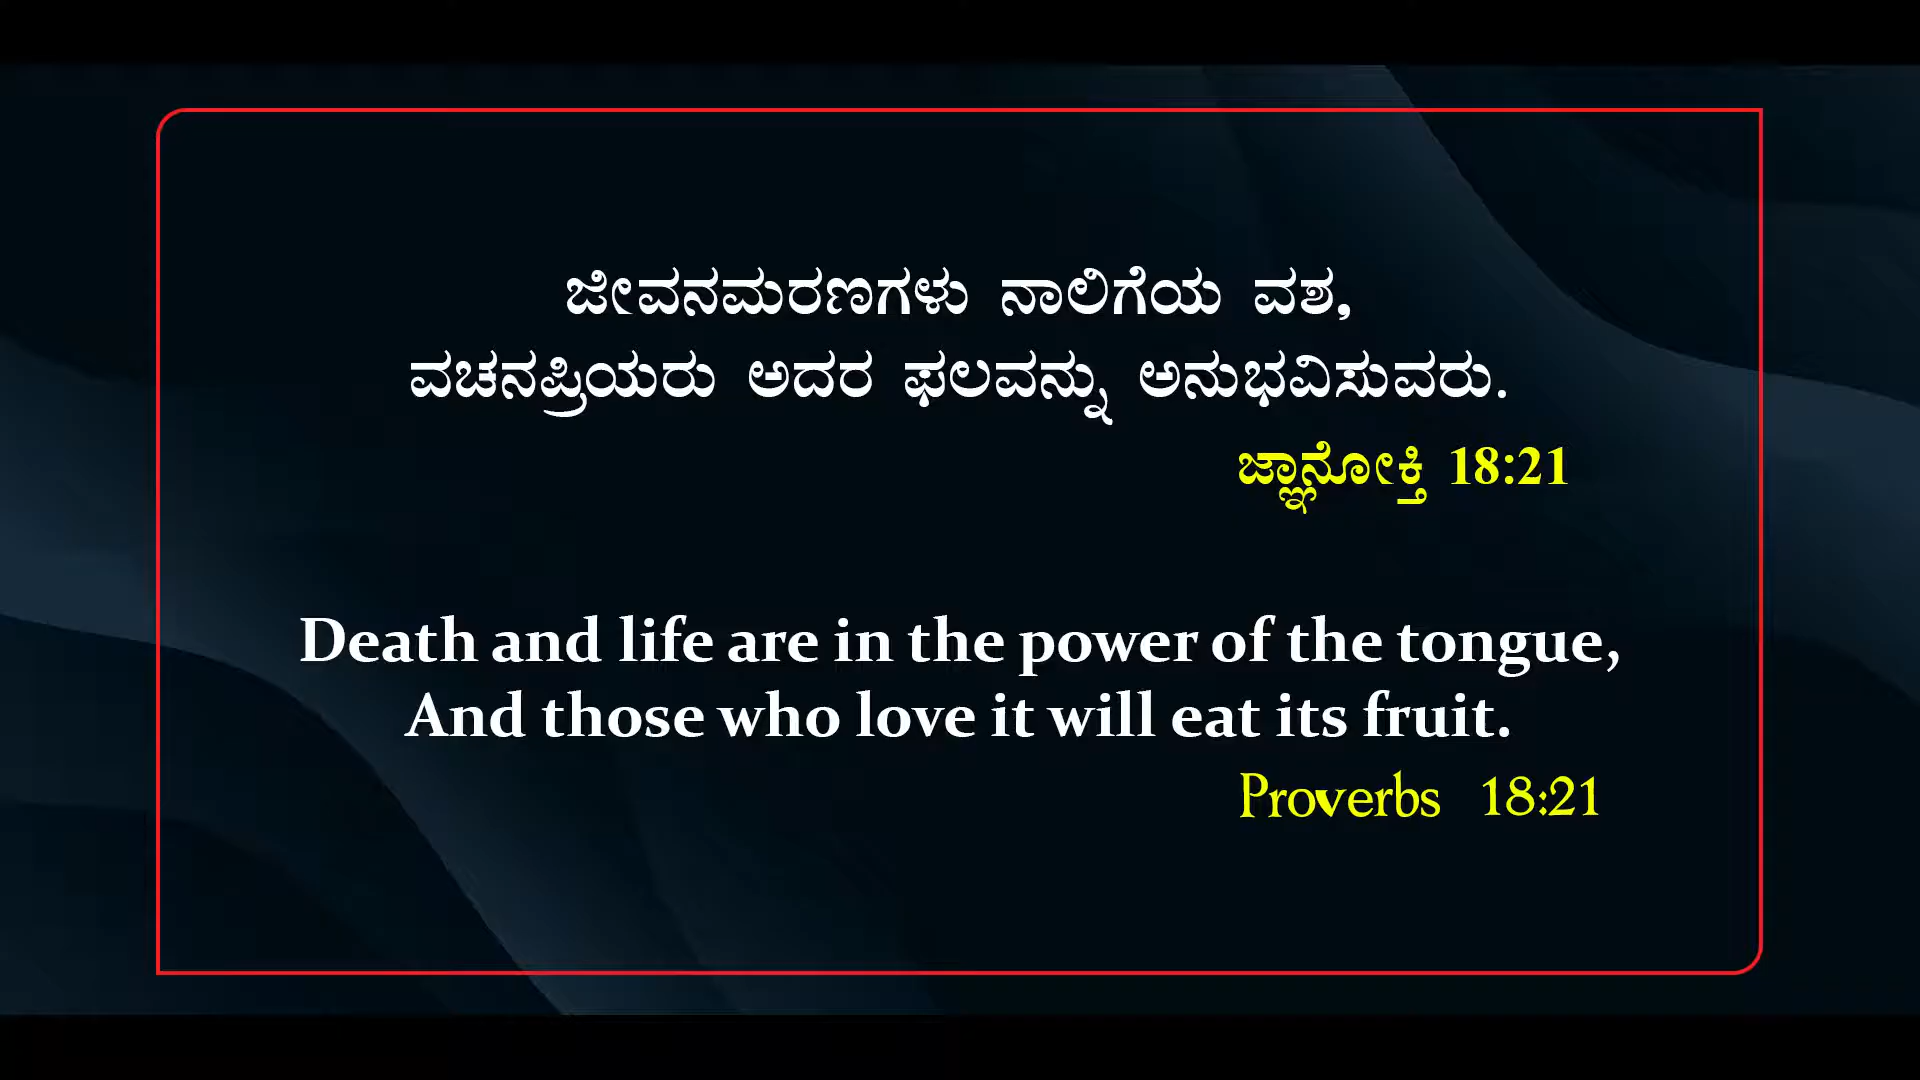 ಜೀವನಮರಣಗಳು ನಾಲಿಗೆಯ ವಶ,
ವಚನಪ್ರಿಯರು ಅದರ ಫಲವನ್ನು ಅನುಭವಿಸುವರು.
ಜ್ಞಾನೋಕ್ತಿ 18:21
Death and life are in the power of the tongue,
And those who love it will eat its fruit.
Proverbs 18:21